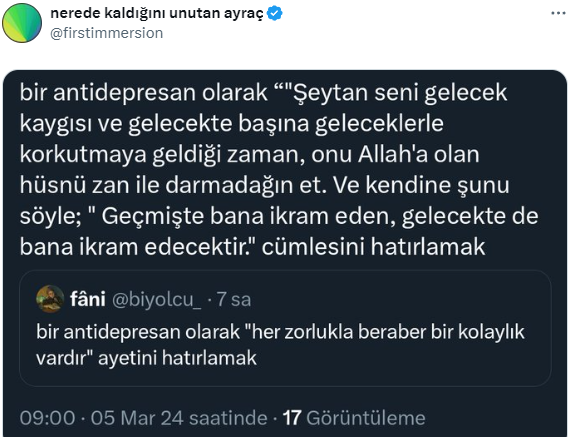 nerede kaldığını unutan ayraç
@firstimmersion
bir antidepresan olarak “"Şeytan seni gelecek
kaygısı ve gelecekte başına geleceklerle
korkutmaya geldiği zaman, onu Allah'a olan
hüsnü zan ile darmadağın et. Ve kendine şunu
söyle; " Geçmişte bana ikram eden, gelecekte de
bana ikram edecektir." cümlesini hatırlamak
fâni @biyolcu_ · 7 sa
bir antidepresan olarak "her zorlukla beraber bir kolaylık
vardır" ayetini hatırlamak
09:00 · 05 Mar 24 saatinde · 17 Görüntüleme